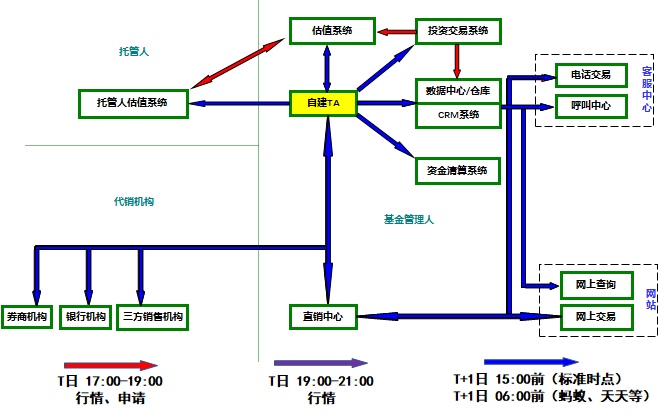 估值系统
投资交易系统
托管人
电话交易
客服中心
托管人估值系统
自建TA
数据中心/仓库
CRM系统
呼叫中心
资金清算系统
代销机构
基金管理人
网上查询
网站
券商机构
银行机构
三方销售机构
直销中心
网上交易
T日 17:00-19:00
行情、申请
T日 19:00-21:00
行情
T+1日 15:00前（标准时点）
T+1日 06:00前（蚂蚁、天天等）